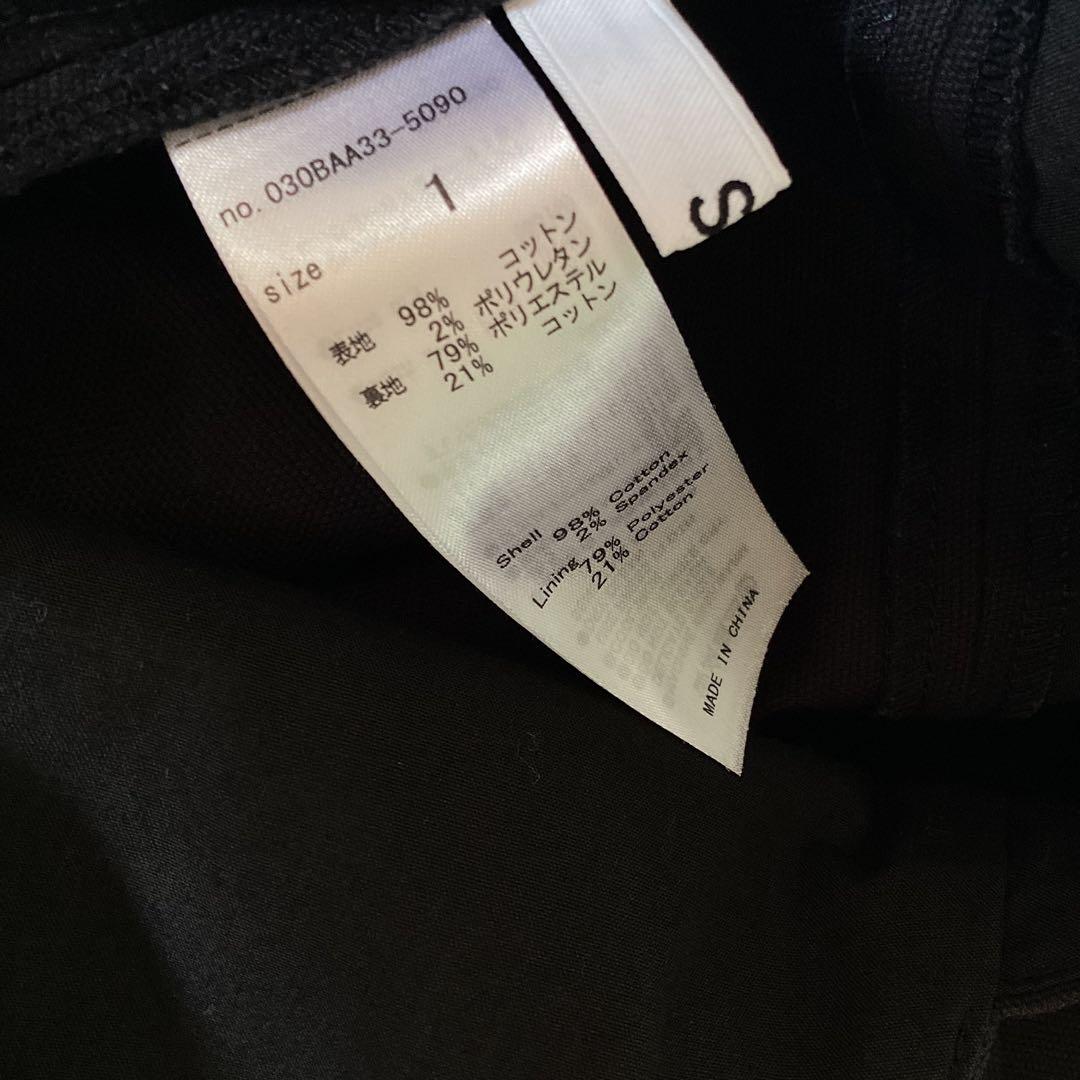 no.030BAA33-5090
size 1
表地 98% コットン
2% ポリウレタン
裏地 79% ポリエステル
21% コットン
Shell 98% Cotton
2% Spandex
Lining 79% Polyester
21% Cotton
MADE IN CHINA
S